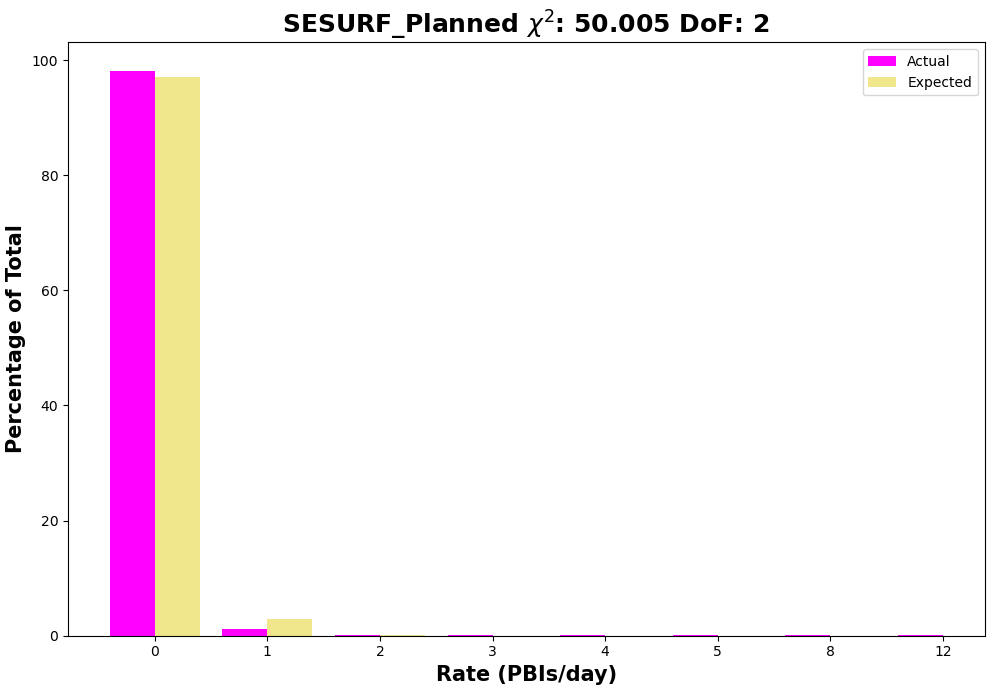 SESURF_Planned χ²: 50.005 DoF: 2
Actual
Expected
Percentage of Total
100
80
60
40
20
0
0 1 2 3 4 5 8 12
Rate (PBIs/day)